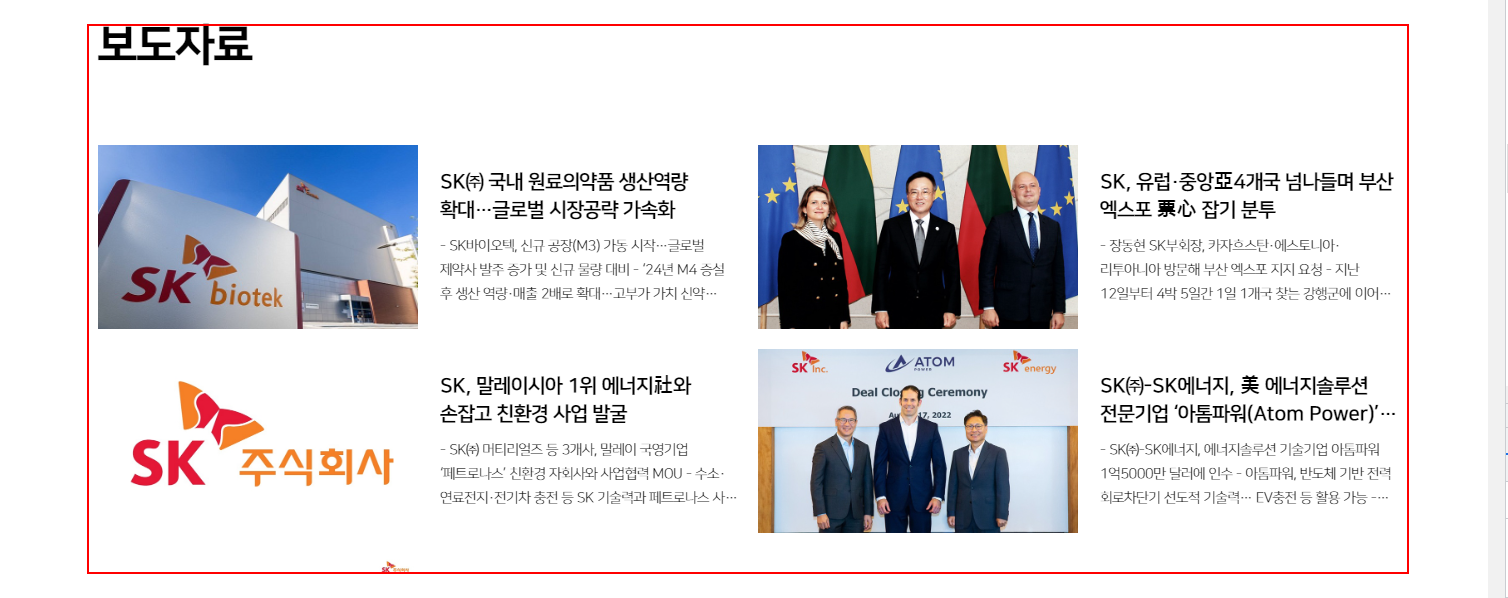 보도자료
SK biotek
SK㈜ 국내 원료의약품 생산역량
확대…글로벌 시장공략 가속화
- SK바이오텍, 신규 공장(M3) 가동 시작…글로벌
제약사 발주 증가 및 신규 물량 대비 - ‘24년 M4 증설
후 생산 역량·매출 2배로 확대…고부가 가치 신약…
SK, 유럽·중앙亞4개국 넘나들며 부산
엑스포 票心 잡기 분투
- 장동현 SK부회장, 카자흐스탄·에스토니아·
리투아니아 방문해 부산 엑스포 지지 요청 - 지난
12일부터 4박 5일간 1일 1개국 찾는 강행군에 이어…
SK 주식회사
SK, 말레이시아 1위 에너지社와
손잡고 친환경 사업 발굴
- SK㈜ 머티리얼즈 등 3개사, 말레이 국영기업
‘페트로나스’ 친환경 자회사와 사업협력 MOU - 수소·
연료전지·전기차 충전 등 SK 기술력과 페트로나스 사…
SK Inc.
ATOM
POWER
SK energy
Deal Closing Ceremony
17, 2022
SK㈜-SK에너지, 美 에너지솔루션
전문기업 ‘아톰파워(Atom Power)’…
- SK㈜-SK에너지, 에너지솔루션 기술기업 아톰파워
1억5000만 달러에 인수 - 아톰파워, 반도체 기반 전력
회로차단기 선도적 기술력… EV충전 등 활용 가능 -…
SK 주식회사